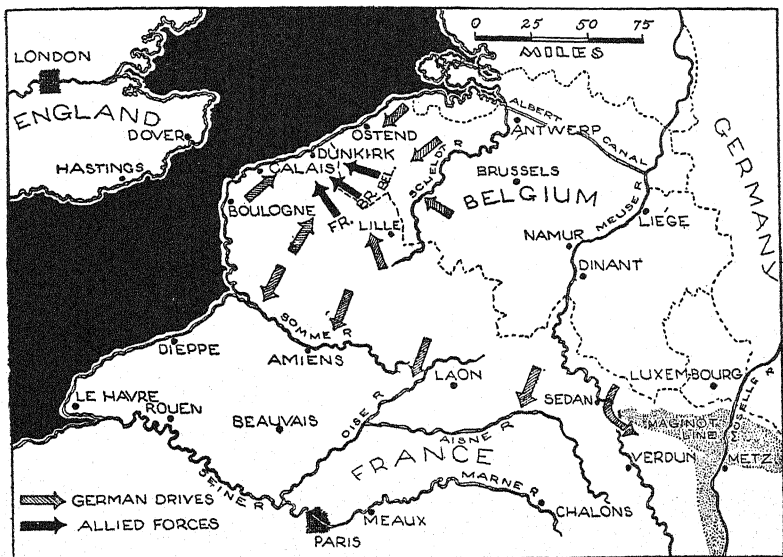 0 25 50 75
MILES
LONDON
ENGLAND
DOVER
HASTINGS
OSTEND
DUNKIRK
CALAIS
BOULOGNE
FR.
BR.
BEL.
LILLE
SCHELDT R
ALBERT CANAL
ANTWERP
BRUSSELS
BELGIUM
MEUSE R
LIÉGE
NAMUR
DINANT
GERMANY
SOMME R
DIEPPE
AMIENS
LAON
SEDAN
LUXEMBOURG
MOSELLE R
LE HAVRE
ROUEN
BEAUVAIS
OISE R
AISNE R
MAGINOT
LINE
VERDUN
METZ
FRANCE
SEINE R
MARNE R
MEAUX
CHALONS
PARIS
GERMAN DRIVES
ALLIED FORCES